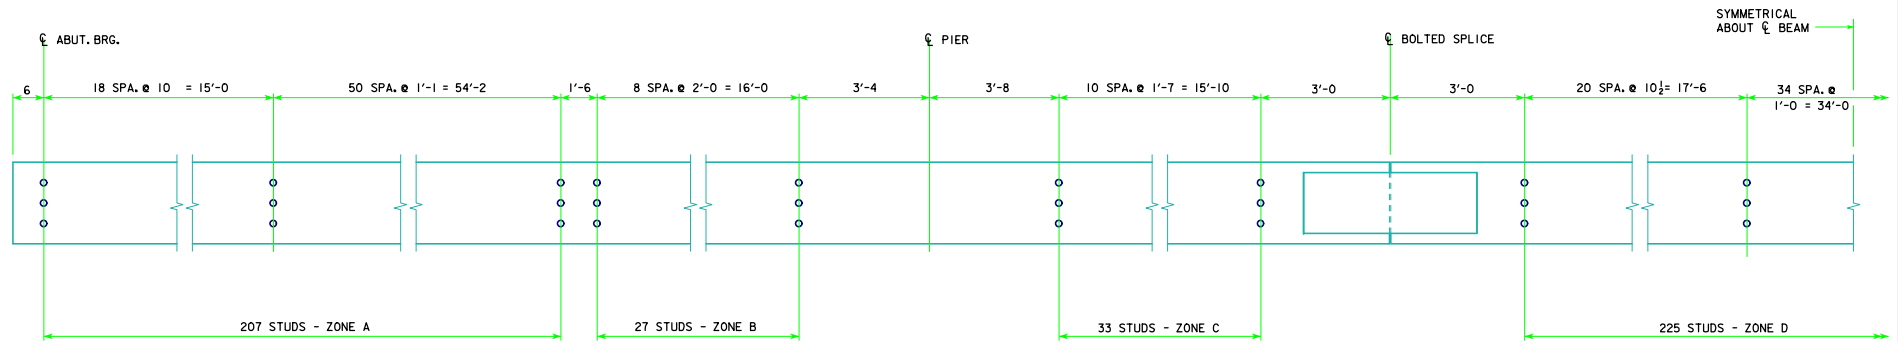 SYMMETRICAL
ABOUT ℄ BEAM
℄ ABUT. BRG.
℄ PIER
℄ BOLTED SPLICE
6
18 SPA. @ 10 = 15'-0
50 SPA. @ 1'-1 = 54'-2
1'-6
8 SPA. @ 2'-0 = 16'-0
3'-4
3'-8
10 SPA. @ 1'-7 = 15'-10
3'-0
3'-0
20 SPA. @ 10½= 17'-6
34 SPA. @
1'-0 = 34'-0
207 STUDS - ZONE A
27 STUDS - ZONE B
33 STUDS - ZONE C
225 STUDS - ZONE D